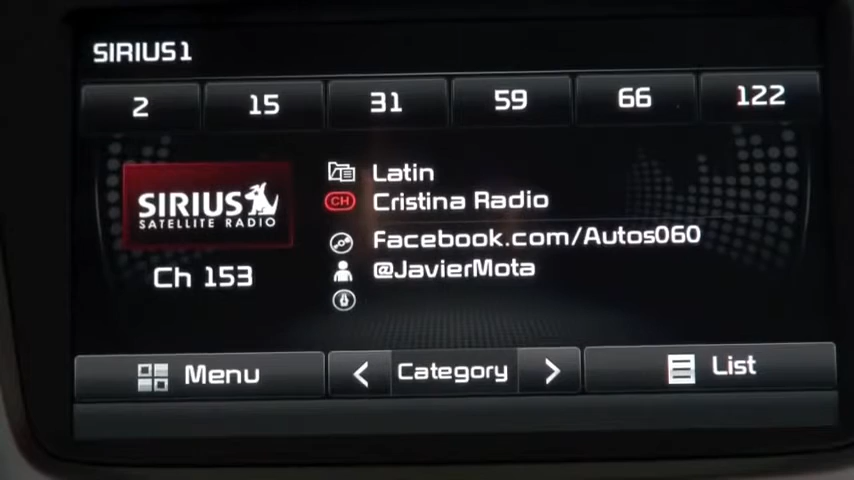 SIRIUS1
2 15 31 59 66 122
SIRIUS
SATELLITE RADIO
Ch 153
Latin
CH Cristina Radio
Facebook.com/Autos060
@JavierMota
Menu < Category > List